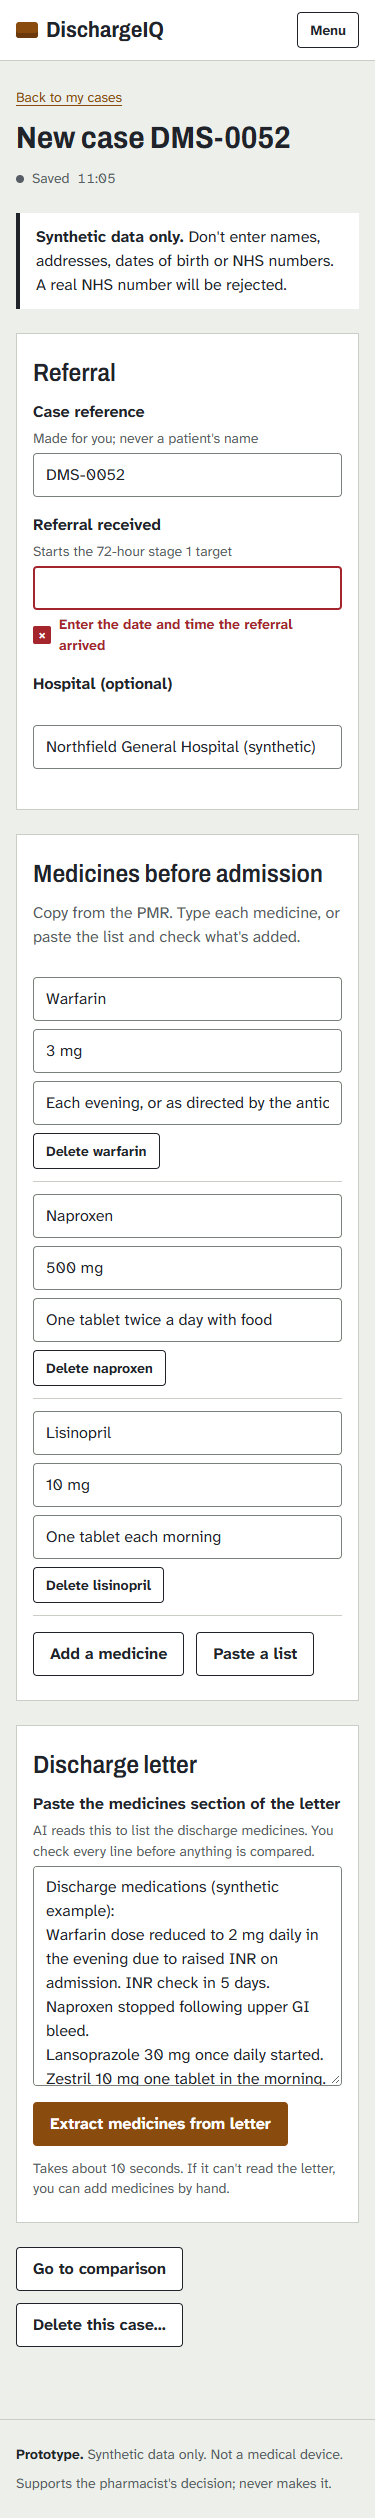 DischargeIQ
Menu
Back to my cases
New case DMS-0052
Saved 11:05
Synthetic data only. Don't enter names,
addresses, dates of birth or NHS numbers.
A real NHS number will be rejected.
Referral
Case reference
Made for you; never a patient's name
DMS-0052
Referral received
Starts the 72-hour stage 1 target
Enter the date and time the referral
arrived
Hospital (optional)
Northfield General Hospital (synthetic)
Medicines before admission
Copy from the PMR. Type each medicine, or
paste the list and check what's added.
Warfarin
3 mg
Each evening, or as directed by the antic
Delete warfarin
Naproxen
500 mg
One tablet twice a day with food
Delete naproxen
Lisinopril
10 mg
One tablet each morning
Delete lisinopril
Add a medicine
Paste a list
Discharge letter
Paste the medicines section of the letter
AI reads this to list the discharge medicines. You
check every line before anything is compared.
Discharge medications (synthetic
example):
Warfarin dose reduced to 2 mg daily in
the evening due to raised INR on
admission. INR check in 5 days.
Naproxen stopped following upper GI
bleed.
Lansoprazole 30 mg once daily started.
Zestril 10 mg one tablet in the morning.
Extract medicines from letter
Takes about 10 seconds. If it can't read the letter,
you can add medicines by hand.
Go to comparison
Delete this case...
Prototype. Synthetic data only. Not a medical device.
Supports the pharmacist's decision; never makes it.